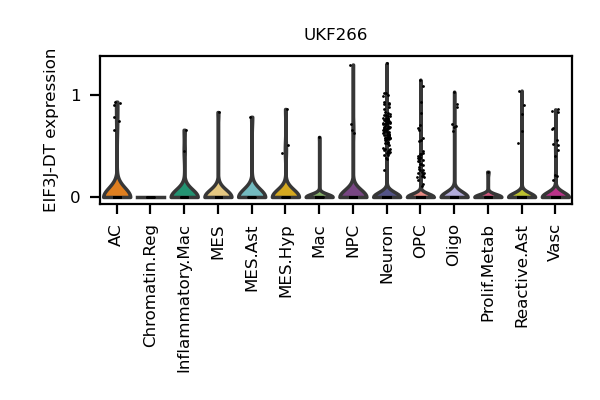 UKF266
EIF3J-DT expression
1
0
AC
Chromatin.Reg
Inflammatory.Mac
MES
MES.Ast
MES.Hyp
Mac
NPC
Neuron
OPC
Oligo
Prolif.Metab
Reactive.Ast
Vasc